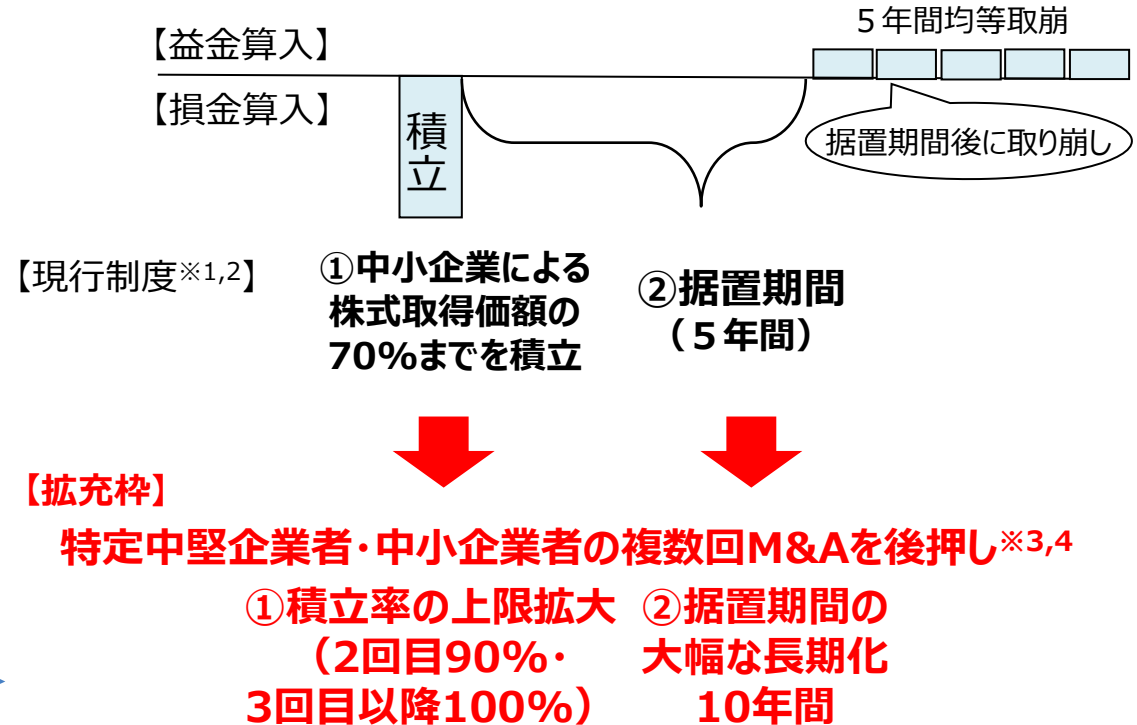 5年間均等取崩
【益金算入】
【損金算入】
積
立
据置期間後に取り崩し
【現行制度※1,2】
①中小企業による
株式取得価額の
70%までを積立
②据置期間
（5年間）
【拡充枠】
特定中堅企業者・中小企業者の複数回M&Aを後押し※3,4
①積立率の上限拡大
（2回目90%・
3回目以降100%）
②据置期間の
大幅な長期化
10年間